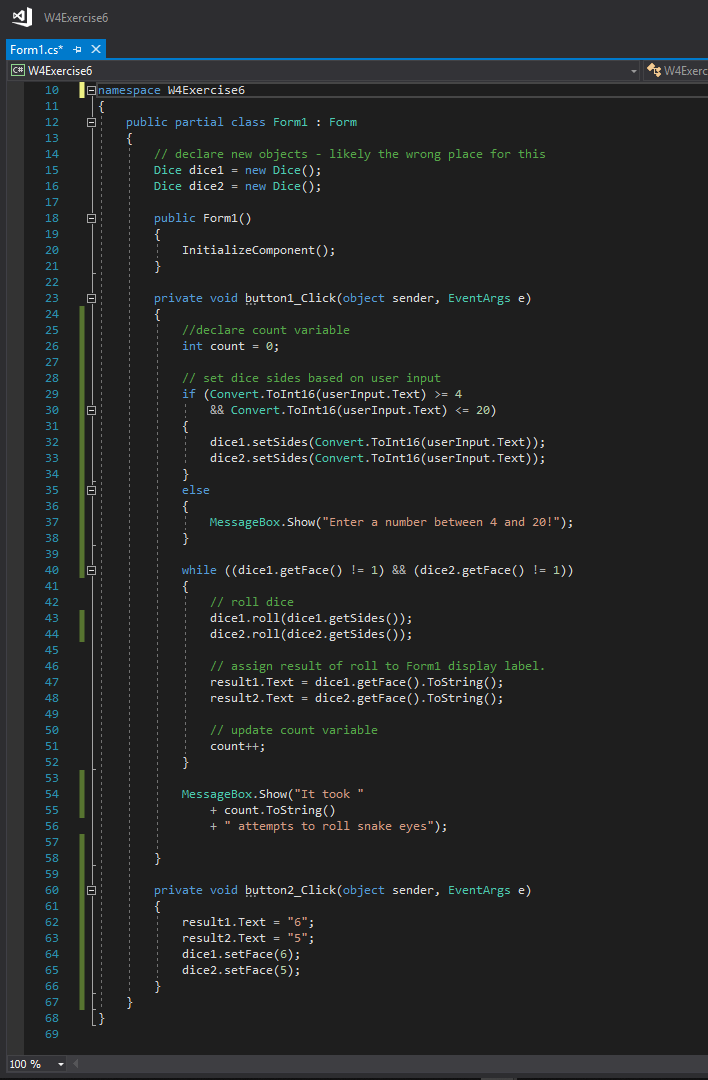 W4Exercise6
Form1.cs*
C# W4Exercise6 W4Exerc
10 namespace W4Exercise6
11 {
12 public partial class Form1 : Form
13 {
14 // declare new objects - likely the wrong place for this
15 Dice dice1 = new Dice();
16 Dice dice2 = new Dice();
17
18 public Form1()
19 {
20 InitializeComponent();
21 }
22
23 private void button1_Click(object sender, EventArgs e)
24 {
25 //declare count variable
26 int count = 0;
27
28 // set dice sides based on user input
29 if (Convert.ToInt16(userInput.Text) >= 4
30 && Convert.ToInt16(userInput.Text) <= 20)
31 {
32 dice1.setSides(Convert.ToInt16(userInput.Text));
33 dice2.setSides(Convert.ToInt16(userInput.Text));
34 }
35 else
36 {
37 MessageBox.Show("Enter a number between 4 and 20!");
38 }
39
40 while ((dice1.getFace() != 1) && (dice2.getFace() != 1))
41 {
42 // roll dice
43 dice1.roll(dice1.getSides());
44 dice2.roll(dice2.getSides());
45
46 // assign result of roll to Form1 display label.
47 result1.Text = dice1.getFace().ToString();
48 result2.Text = dice2.getFace().ToString();
49
50 // update count variable
51 count++;
52 }
53
54 MessageBox.Show("It took "
55 + count.ToString()
56 + " attempts to roll snake eyes");
57
58 }
59
60 private void button2_Click(object sender, EventArgs e)
61 {
62 result1.Text = "6";
63 result2.Text = "5";
64 dice1.setFace(6);
65 dice2.setFace(5);
66 }
67 }
68 }
69
100 %